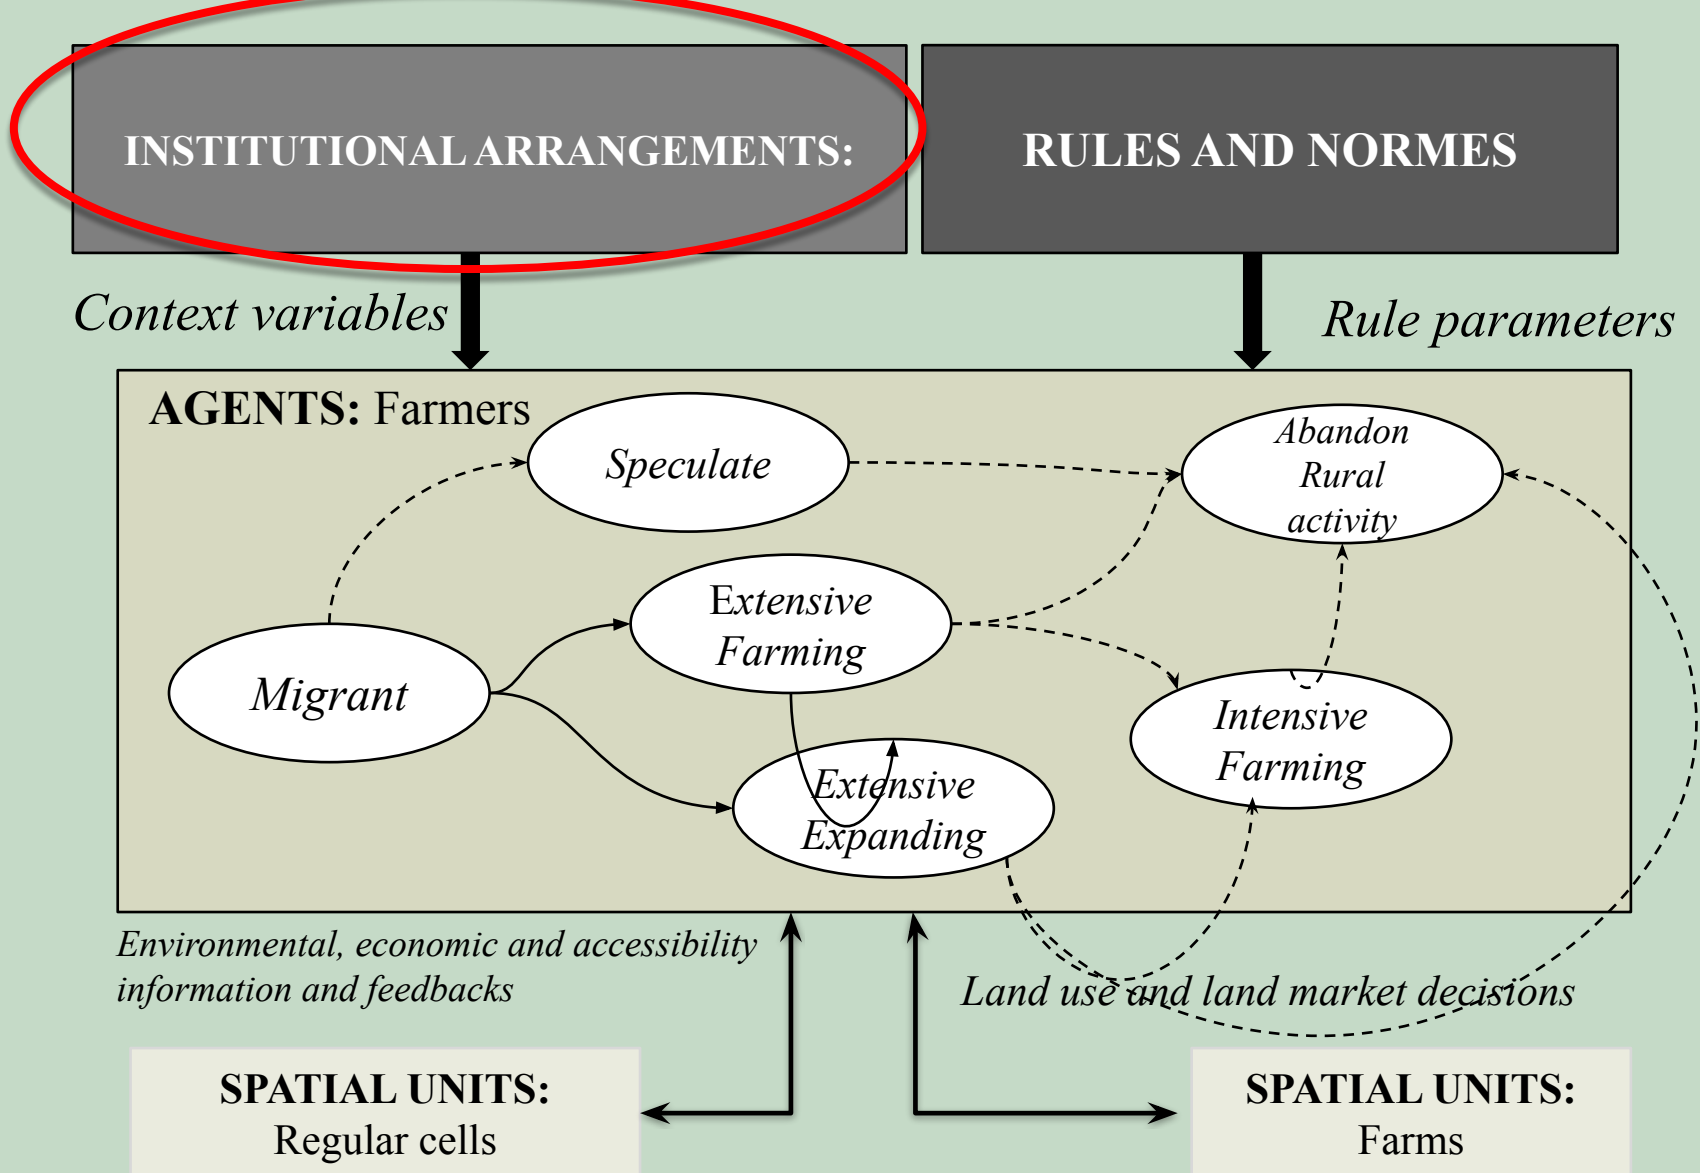 INSTITUTIONAL ARRANGEMENTS:
RULES AND NORMES
Context variables
Rule parameters
AGENTS: Farmers
Speculate
Abandon
Rural
activity
Extensive
Farming
Migrant
Intensive
Farming
Extensive
Expanding
Environmental, economic and accessibility
information and feedbacks
Land use and land market decisions
SPATIAL UNITS:
Regular cells
SPATIAL UNITS:
Farms